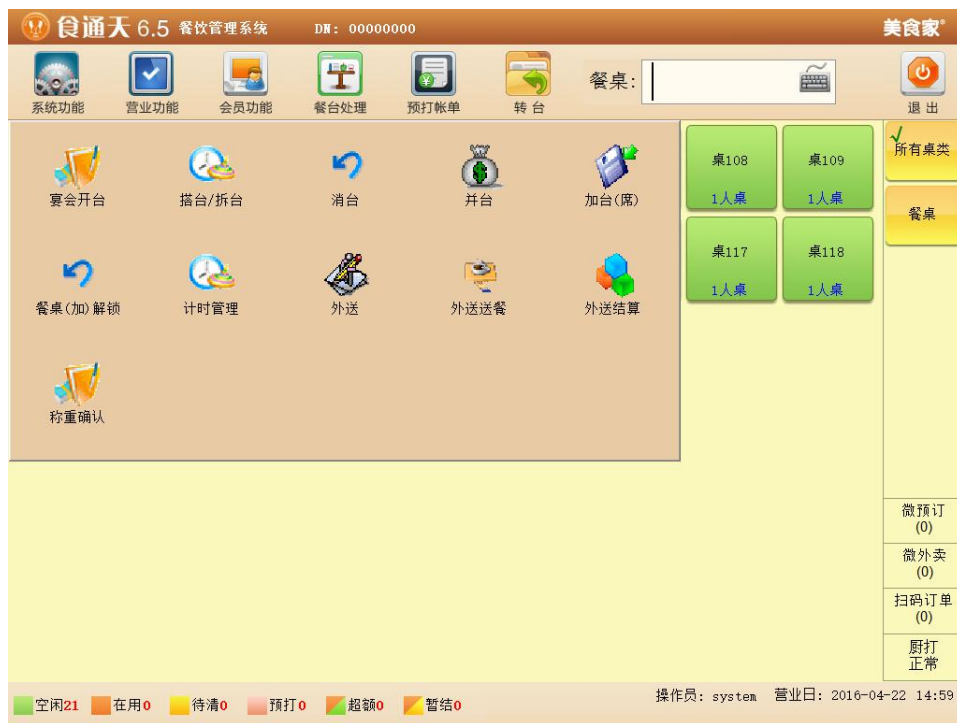 食通天 6.5 餐饮管理系统 DN: 00000000 美食家®
系统功能 营业功能 会员功能 餐台处理 预打帐单 转台 餐桌: 退出
宴会开台 搭台/拆台 消台 并台 加台(席)
餐桌(加)解锁 计时管理 外送 外送送餐 外送结算
称重确认
桌108 桌109
1人桌 1人桌
桌117 桌118
1人桌 1人桌
所有桌类
餐桌
微预订
(0)
微外卖
(0)
扫码订单
(0)
厨打
正常
空闲21 在用0 待清0 预打0 超额0 暂结0 操作员: system 营业日: 2016-04-22 14:59